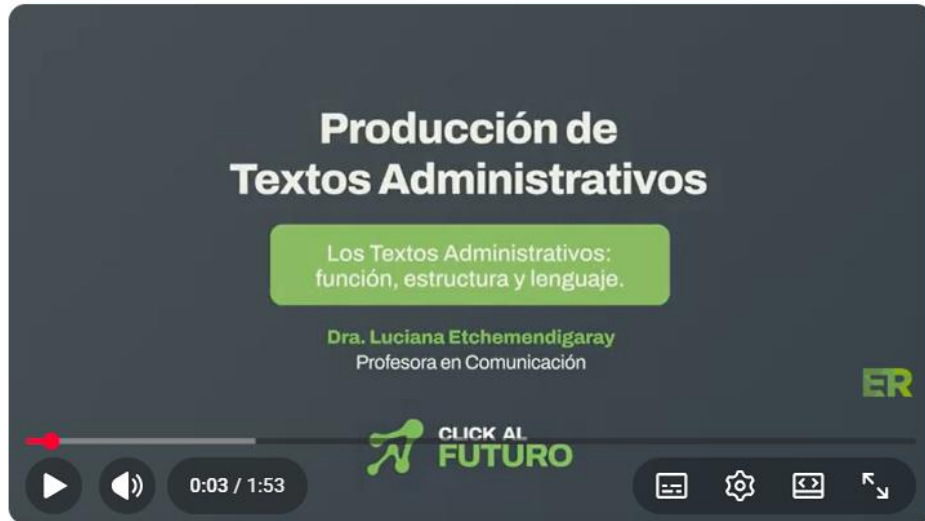 Producción de
Textos Administrativos
Los Textos Administrativos:
función, estructura y lenguaje.
Dra. Luciana Etchemendigaray
Profesora en Comunicación
ER
CLICK AL
FUTURO
0:03 / 1:53